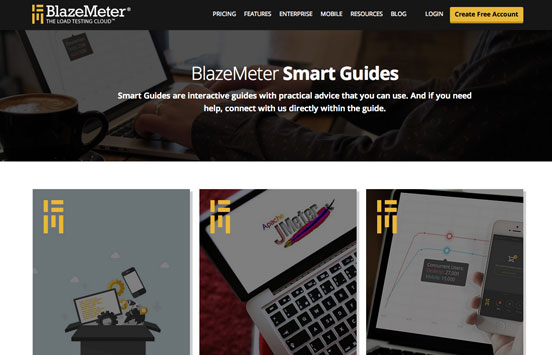 BlazeMeter®
THE LOAD TESTING CLOUD™
PRICING FEATURES ENTERPRISE MOBILE RESOURCES BLOG LOGIN Create Free Account
BlazeMeter Smart Guides
Smart Guides are interactive guides with practical advice that you can use. And if you need
help, connect with us directly within the guide.
Apache
JMeter
Concurrent Users